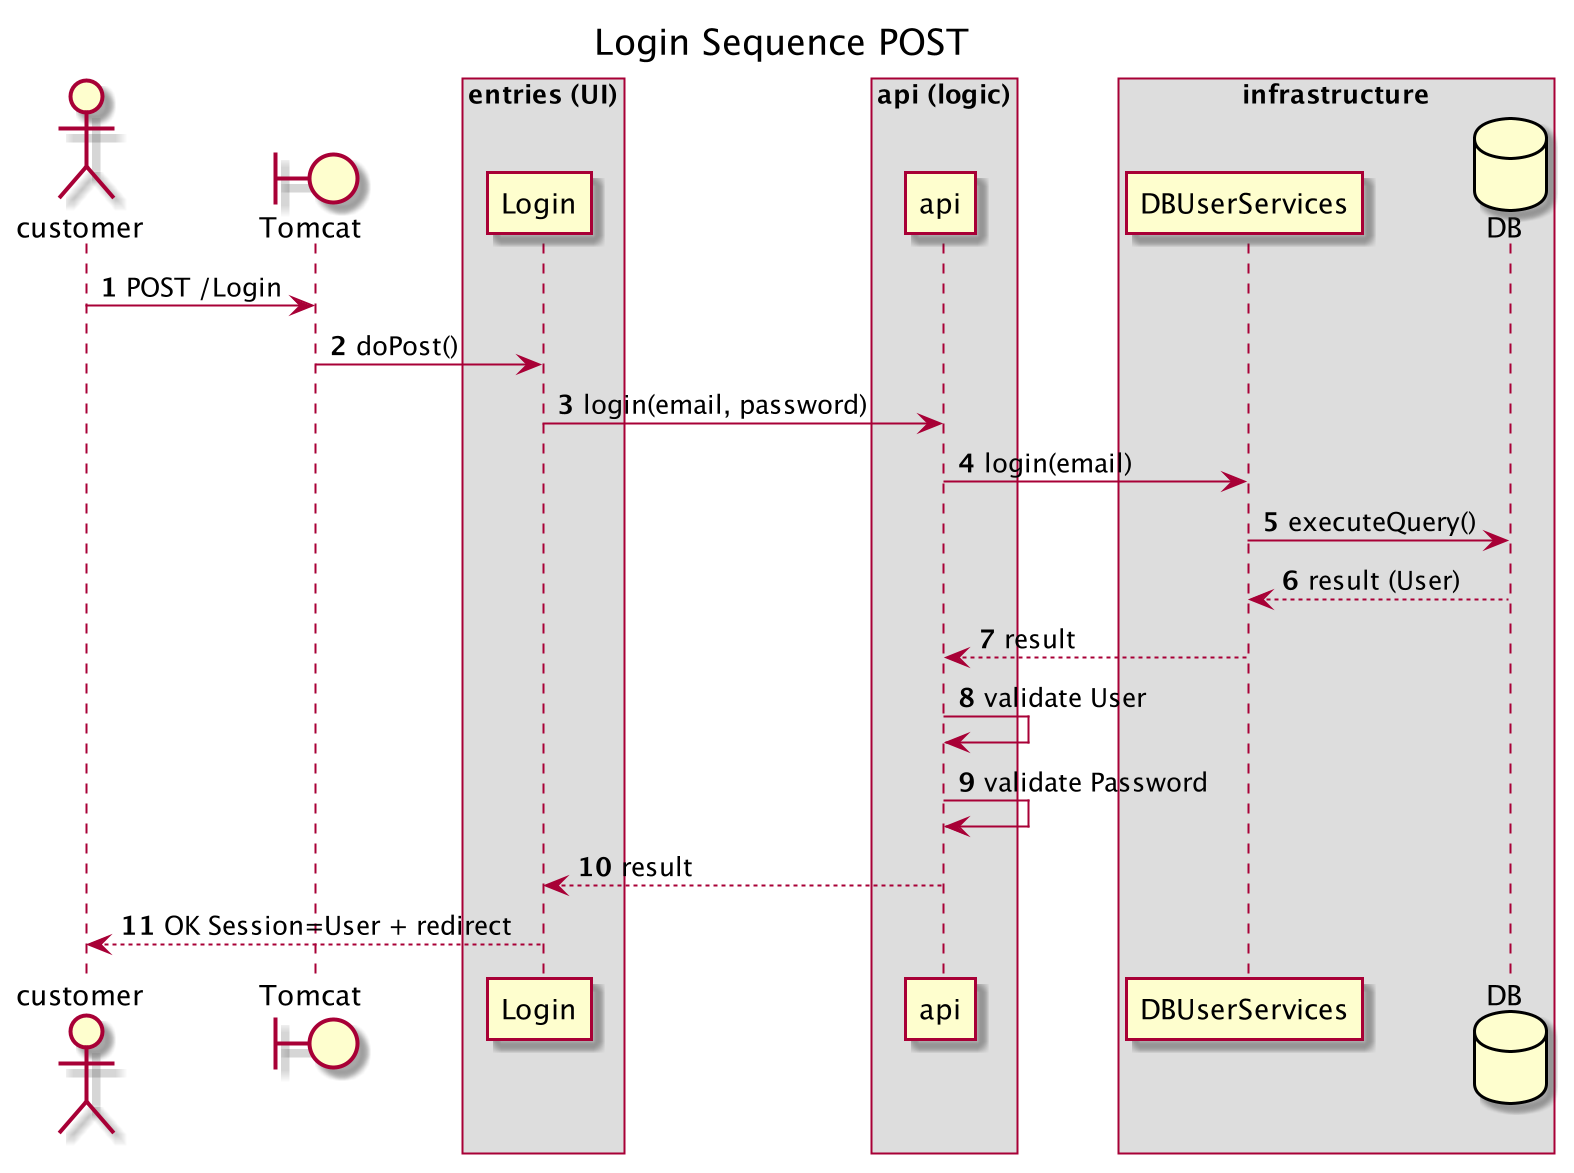 Login Sequence POST
entries (UI)
api (logic)
infrastructure
customer
Tomcat
Login
api
DBUserServices
DB
1 POST /Login
2 doPost()
3 login(email, password)
4 login(email)
5 executeQuery()
6 result (User)
7 result
8 validate User
9 validate Password
10 result
11 OK Session=User + redirect
customer
Tomcat
Login
api
DBUserServices
DB